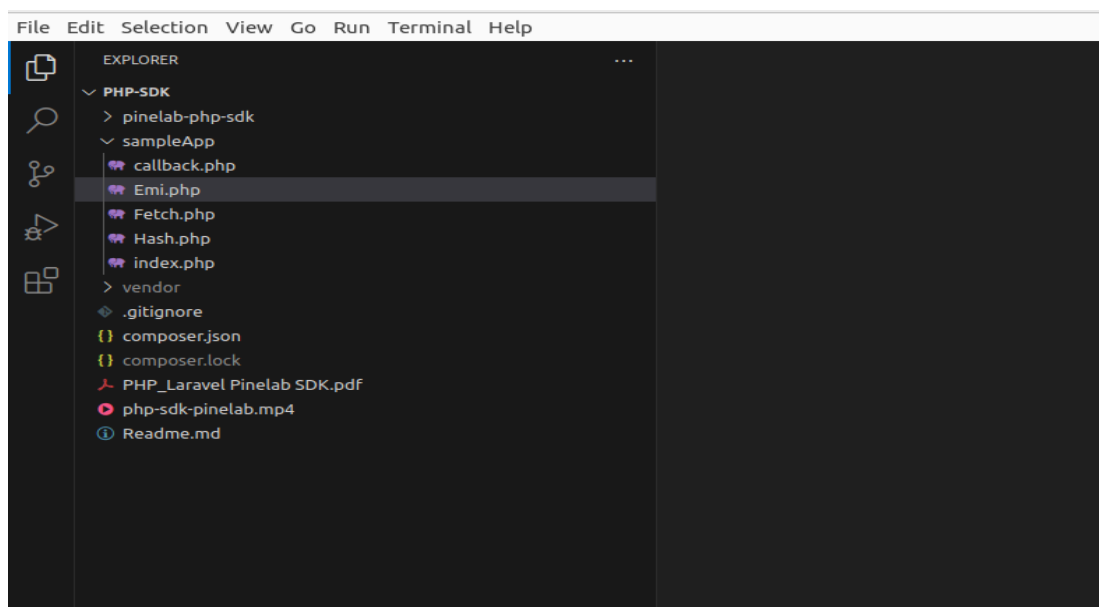 File Edit Selection View Go Run Terminal Help
EXPLORER
PHP-SDK
pinelab-php-sdk
sampleApp
callback.php
Emi.php
Fetch.php
Hash.php
index.php
vendor
.gitignore
composer.json
composer.lock
PHP_Laravel Pinelab SDK.pdf
php-sdk-pinelab.mp4
Readme.md